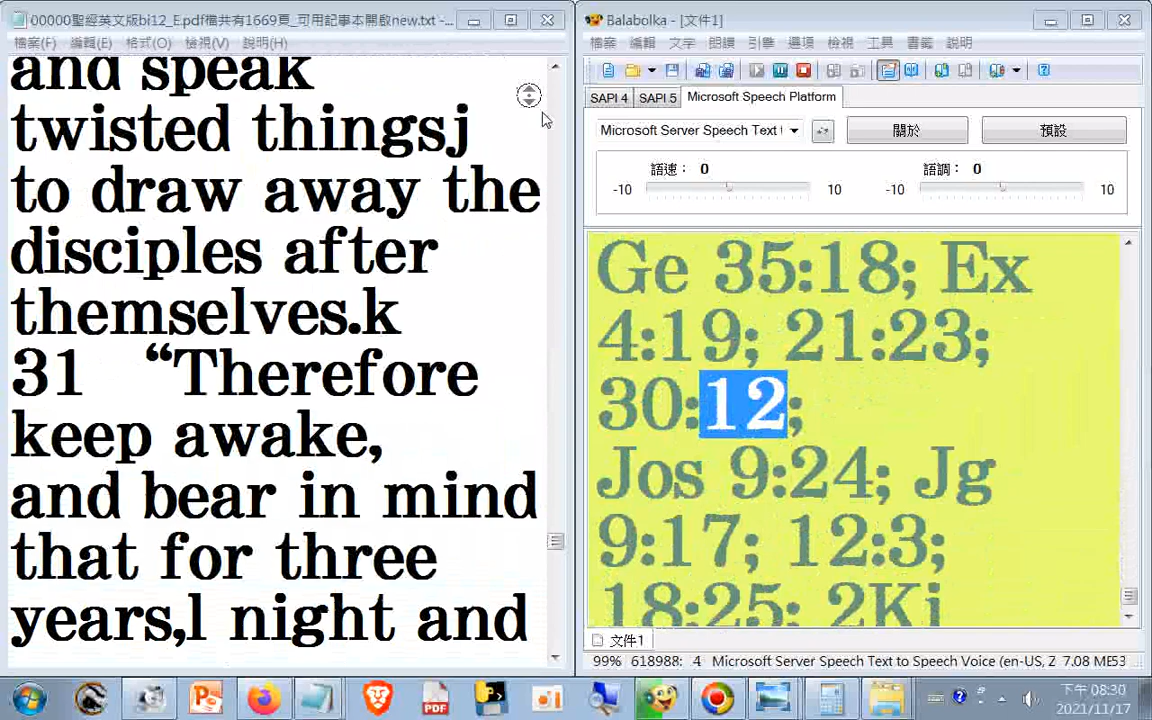 00000聖經英文版bi12_E.pdf檔共有1669頁_可用記事本開啟new.txt -...
檔案(F) 編輯(E) 格式(O) 檢視(V) 說明(H)
and speak
twisted thingsj
to draw away the
disciples after
themselves.k
31 “Therefore
keep awake,
and bear in mind
that for three
years,l night and
Balabolka - [文件1]
檔案 編輯 文字 朗讀 引擎 選項 檢視 工具 書籤 說明
SAPI 4 SAPI 5 Microsoft Speech Platform
Microsoft Server Speech Text 關於 預設
語速： 0 語調： 0
-10 10 -10 10
Ge 35:18; Ex
4:19; 21:23;
30:12;
Jos 9:24; Jg
9:17; 12:3;
18:25; 2Ki
文件1
99% 618988: 4 Microsoft Server Speech Text to Speech Voice (en-US, Z 7.08 ME53
下午 08:30
2021/11/17